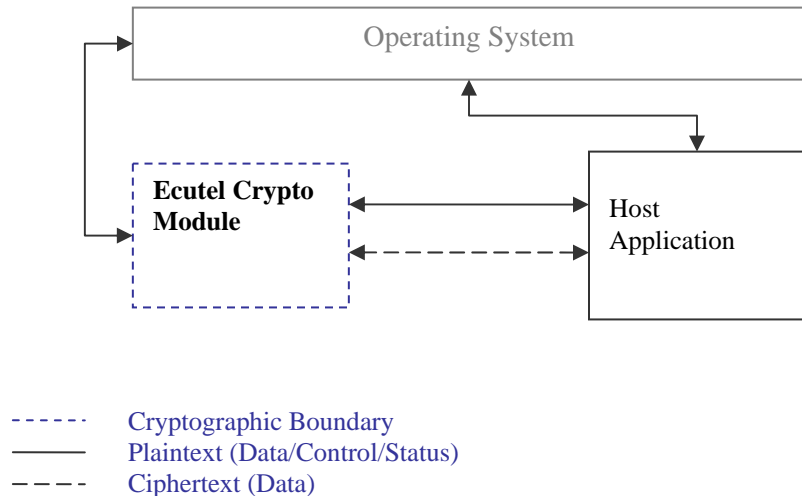 Operating System
Ecutel Crypto
Module
Host
Application
Cryptographic Boundary
Plaintext (Data/Control/Status)
Ciphertext (Data)